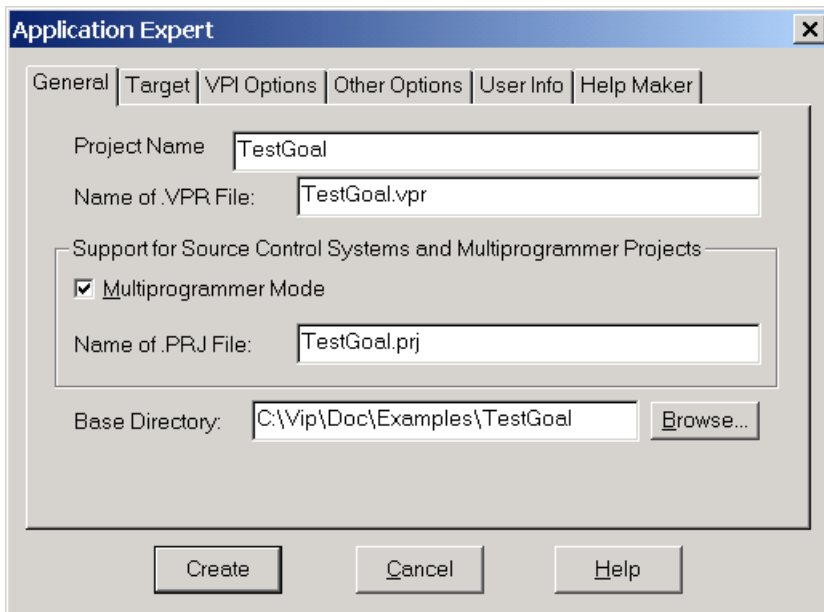 Application Expert
General Target VPI Options Other Options User Info Help Maker
Project Name TestGoal
Name of .VPR File: TestGoal.vpr
Support for Source Control Systems and Multiprogrammer Projects
Multiprogrammer Mode
Name of .PRJ File: TestGoal.prj
Base Directory: C:\Vip\Doc\Examples\TestGoal Browse...
Create Cancel Help